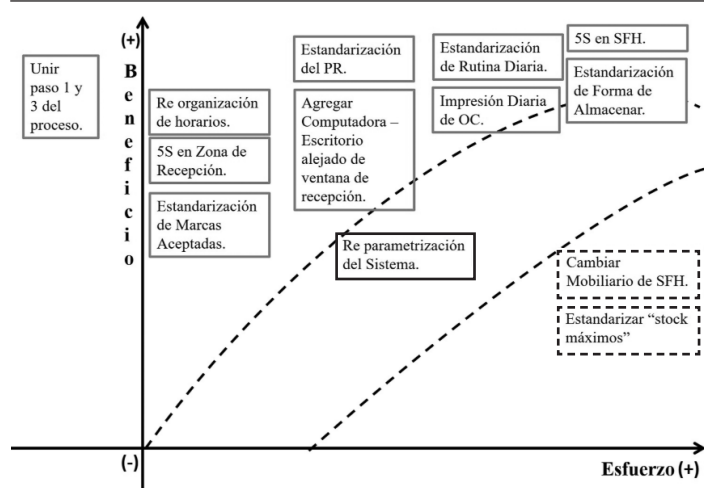 (+)
Beneficio
Unir
paso 1 y
3 del
proceso.
Re organización
de horarios.
5S en Zona de
Recepción.
Estandarización
de Marcas
Aceptadas.
Estandarización
del PR.
Agregar
Computadora –
Escritorio
alejado de
ventana de
recepción.
Estandarización
de Rutina Diaria.
Impresión Diaria
de OC.
5S en SFH.
Estandarización
de Forma de
Almacenar.
Re parametrización
del Sistema.
Cambiar
Mobiliario de SFH.
Estandarizar “stock
máximos”
(-)
Esfuerzo (+)